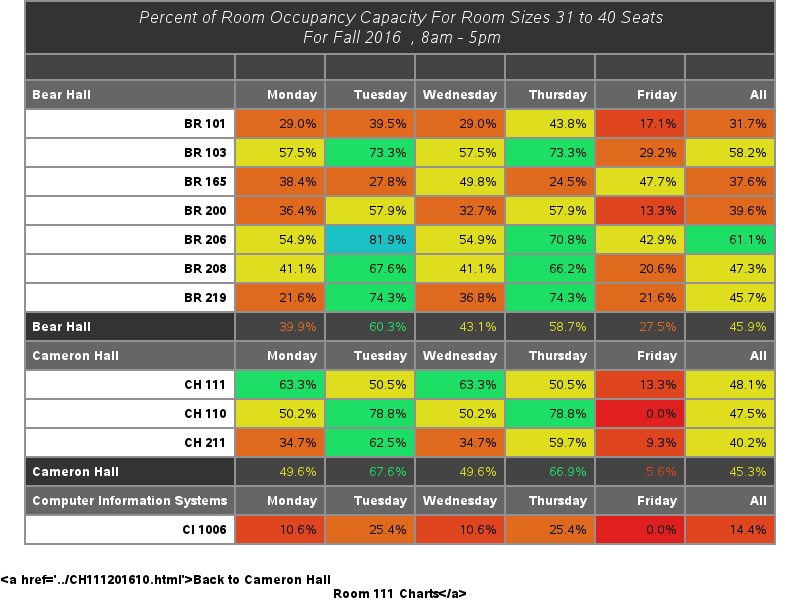 Percent of Room Occupancy Capacity For Room Sizes 31 to 40 Seats
For Fall 2016 , 8am - 5pm
Bear Hall Monday Tuesday Wednesday Thursday Friday All
BR 101 29.0% 39.5% 29.0% 43.8% 17.1% 31.7%
BR 103 57.5% 73.3% 57.5% 73.3% 29.2% 58.2%
BR 165 38.4% 27.8% 49.8% 24.5% 47.7% 37.6%
BR 200 36.4% 57.9% 32.7% 57.9% 13.3% 39.6%
BR 206 54.9% 81.9% 54.9% 70.8% 42.9% 61.1%
BR 208 41.1% 67.6% 41.1% 66.2% 20.6% 47.3%
BR 219 21.6% 74.3% 36.8% 74.3% 21.6% 45.7%
Bear Hall 39.9% 60.3% 43.1% 58.7% 27.5% 45.9%
Cameron Hall Monday Tuesday Wednesday Thursday Friday All
CH 111 63.3% 50.5% 63.3% 50.5% 13.3% 48.1%
CH 110 50.2% 78.8% 50.2% 78.8% 0.0% 47.5%
CH 211 34.7% 62.5% 34.7% 59.7% 9.3% 40.2%
Cameron Hall 49.6% 67.6% 49.6% 66.9% 5.6% 45.3%
Computer Information Systems Monday Tuesday Wednesday Thursday Friday All
CI 1006 10.6% 25.4% 10.6% 25.4% 0.0% 14.4%
<a href='../CH111201610.html'>Back to Cameron Hall
Room 111 Charts</a>